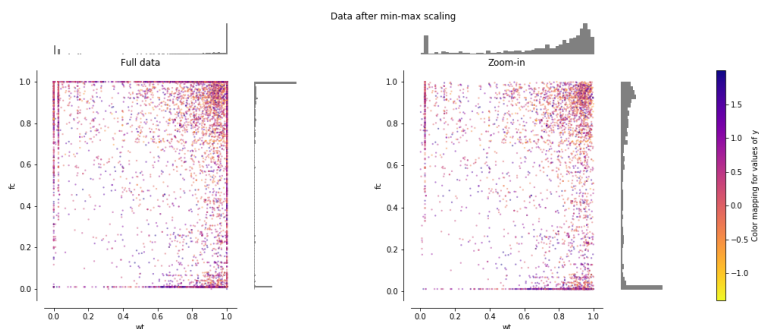 Data after min-max scaling
Full data
Zoom-in
1.0
0.8
0.6
0.4
0.2
0.0
fc
0.0 0.2 0.4 0.6 0.8 1.0
wt
1.0
0.8
0.6
0.4
0.2
0.0
fc
0.0 0.2 0.4 0.6 0.8 1.0
wt
1.5
1.0
0.5
0.0
−0.5
−1.0
Color mapping for values of y